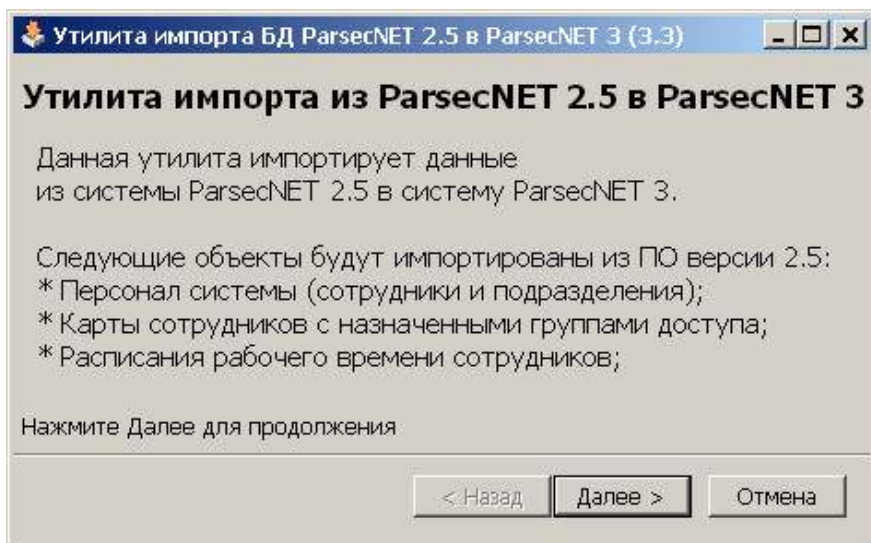 Утилита импорта БД ParsecNET 2.5 в ParsecNET 3 (3.3)
Утилита импорта из ParsecNET 2.5 в ParsecNET 3
Данная утилита импортирует данные
из системы ParsecNET 2.5 в систему ParsecNET 3.
Следующие объекты будут импортированы из ПО версии 2.5:
* Персонал системы (сотрудники и подразделения);
* Карты сотрудников с назначенными группами доступа;
* Расписания рабочего времени сотрудников;
Нажмите Далее для продолжения
< Назад Далее > Отмена